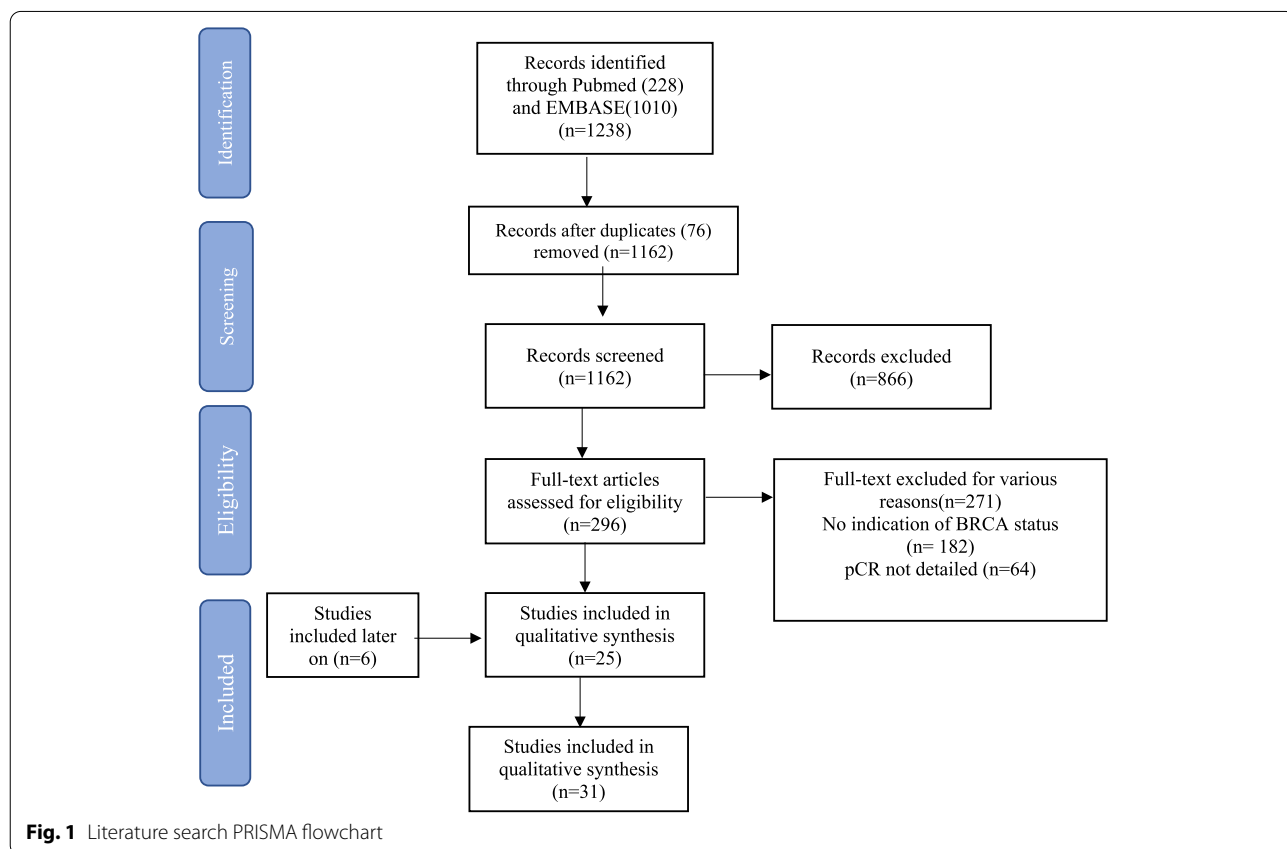 Identification
Records identified
through Pubmed (228)
and EMBASE(1010)
(n=1238)
Screening
Records after duplicates (76)
removed (n=1162)
Records screened
(n=1162)
Records excluded
(n=866)
Eligibility
Full-text articles
assessed for eligibility
(n=296)
Full-text excluded for various
reasons(n=271)
No indication of BRCA status
(n= 182)
pCR not detailed (n=64)
Included
Studies
included later
on (n=6)
Studies included in
qualitative synthesis
(n=25)
Studies included in
qualitative synthesis
(n=31)
Fig. 1 Literature search PRISMA flowchart